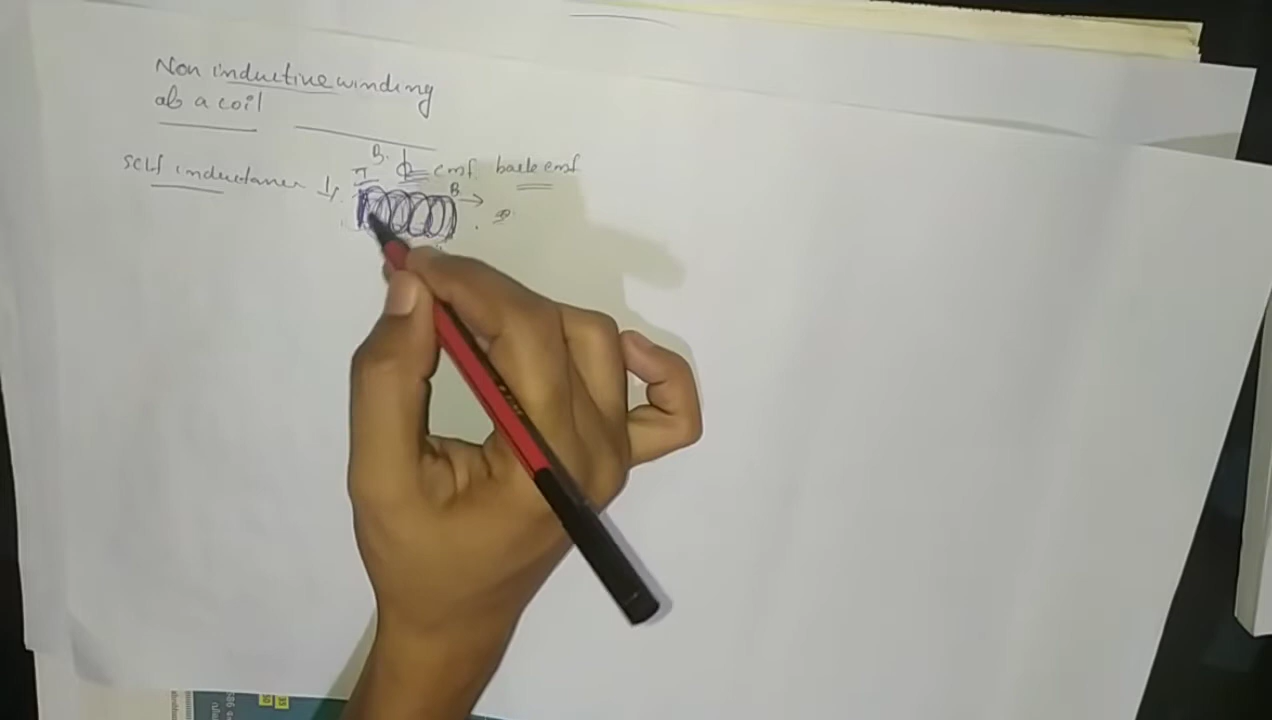 Non inductive winding
of a coil
B.
self inductance I φ emf back emf
B →